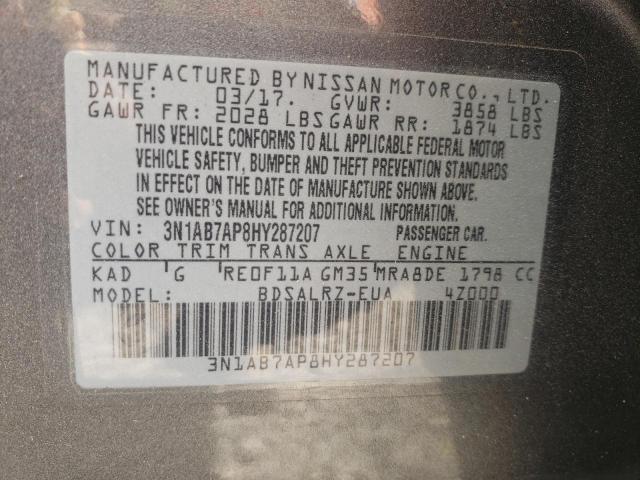 MANUFACTURED BY NISSAN MOTOR CO., LTD.
DATE: 03/17. GVWR: 3858 LBS
GAWR FR: 2028 LBS GAWR RR: 1874 LBS
THIS VEHICLE CONFORMS TO ALL APPLICABLE FEDERAL MOTOR
VEHICLE SAFETY, BUMPER AND THEFT PREVENTION STANDARDS
IN EFFECT ON THE DATE OF MANUFACTURE SHOWN ABOVE.
SEE OWNER'S MANUAL FOR ADDITIONAL INFORMATION.
VIN: 3N1AB7AP8HY287207 PASSENGER CAR.
COLOR TRIM TRANS AXLE ENGINE
KAD G RE0F11A GM35 MRA8DE 1798 CC
MODEL: BDSALRZ-EUA 4Z000
3N1AB7AP8HY287207